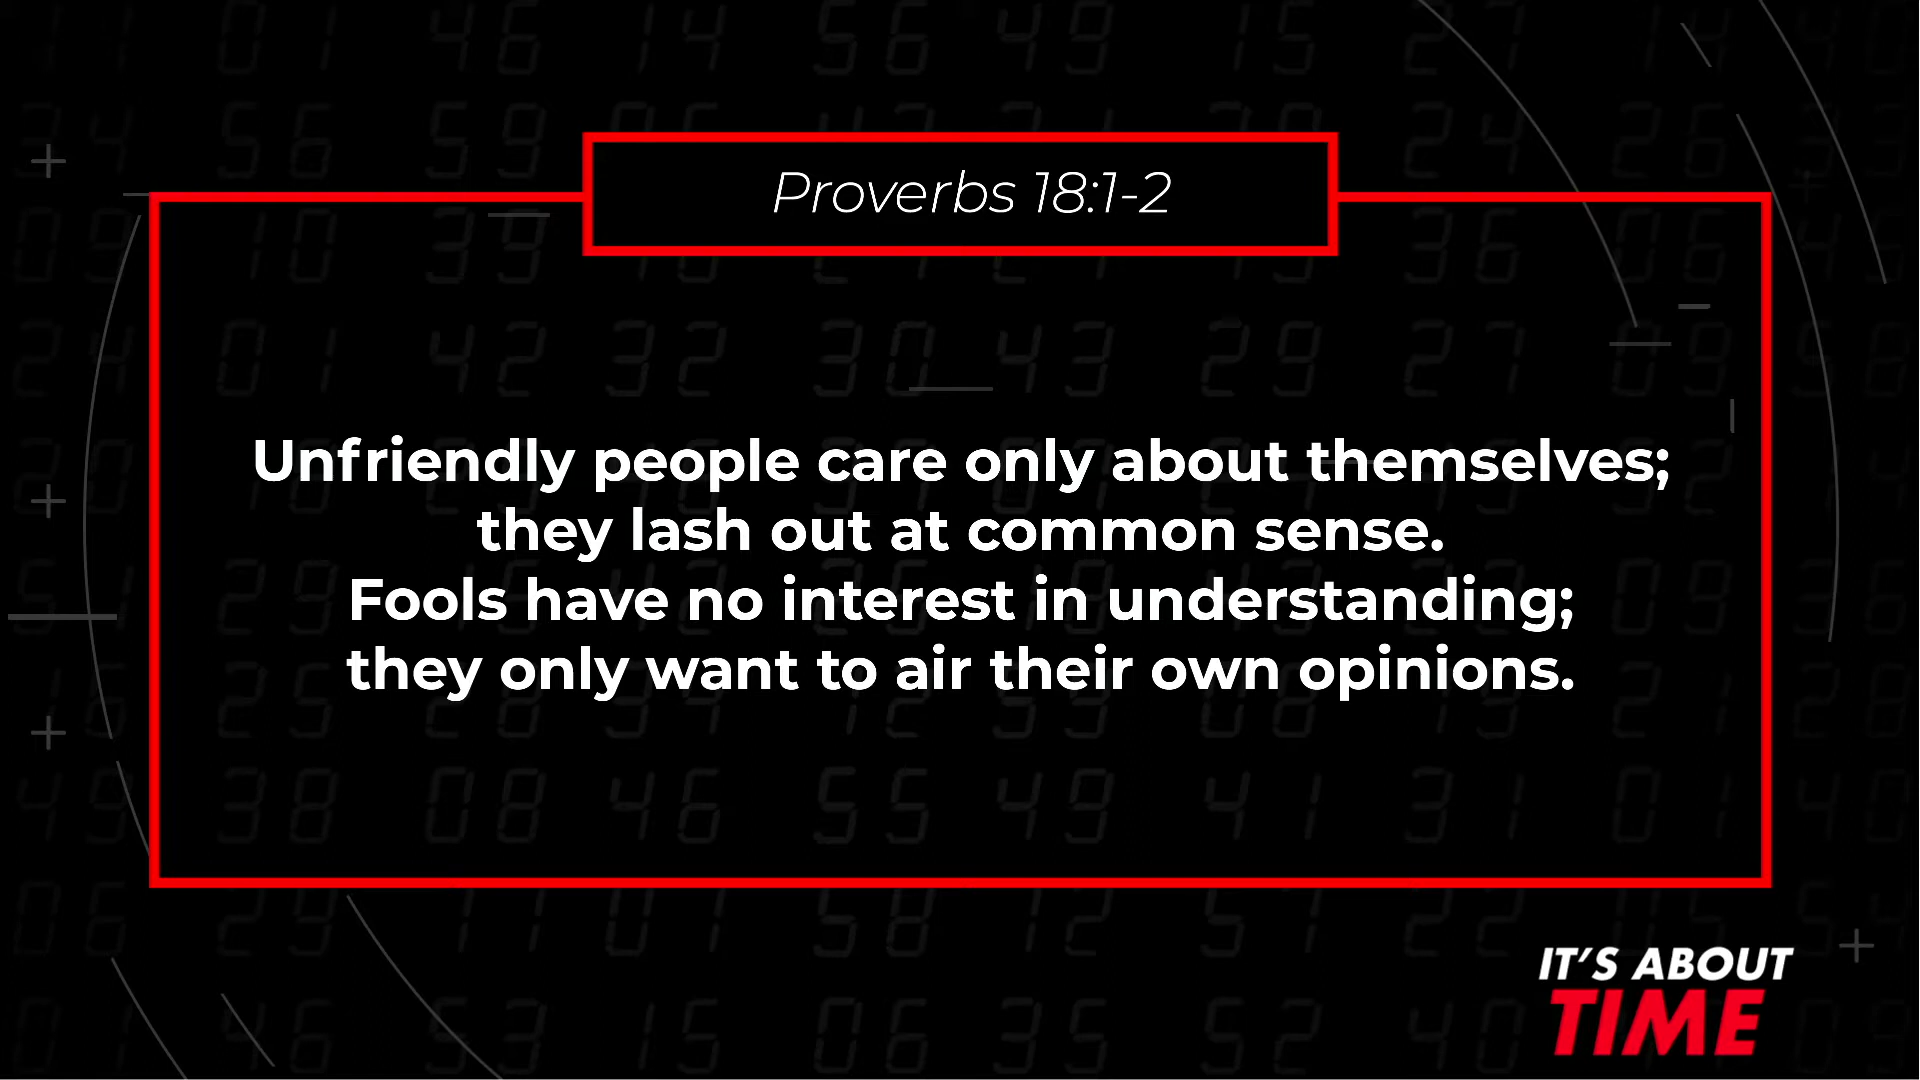 Proverbs 18:1-2
Unfriendly people care only about themselves;
they lash out at common sense.
Fools have no interest in understanding;
they only want to air their own opinions.
IT'S ABOUT
TIME